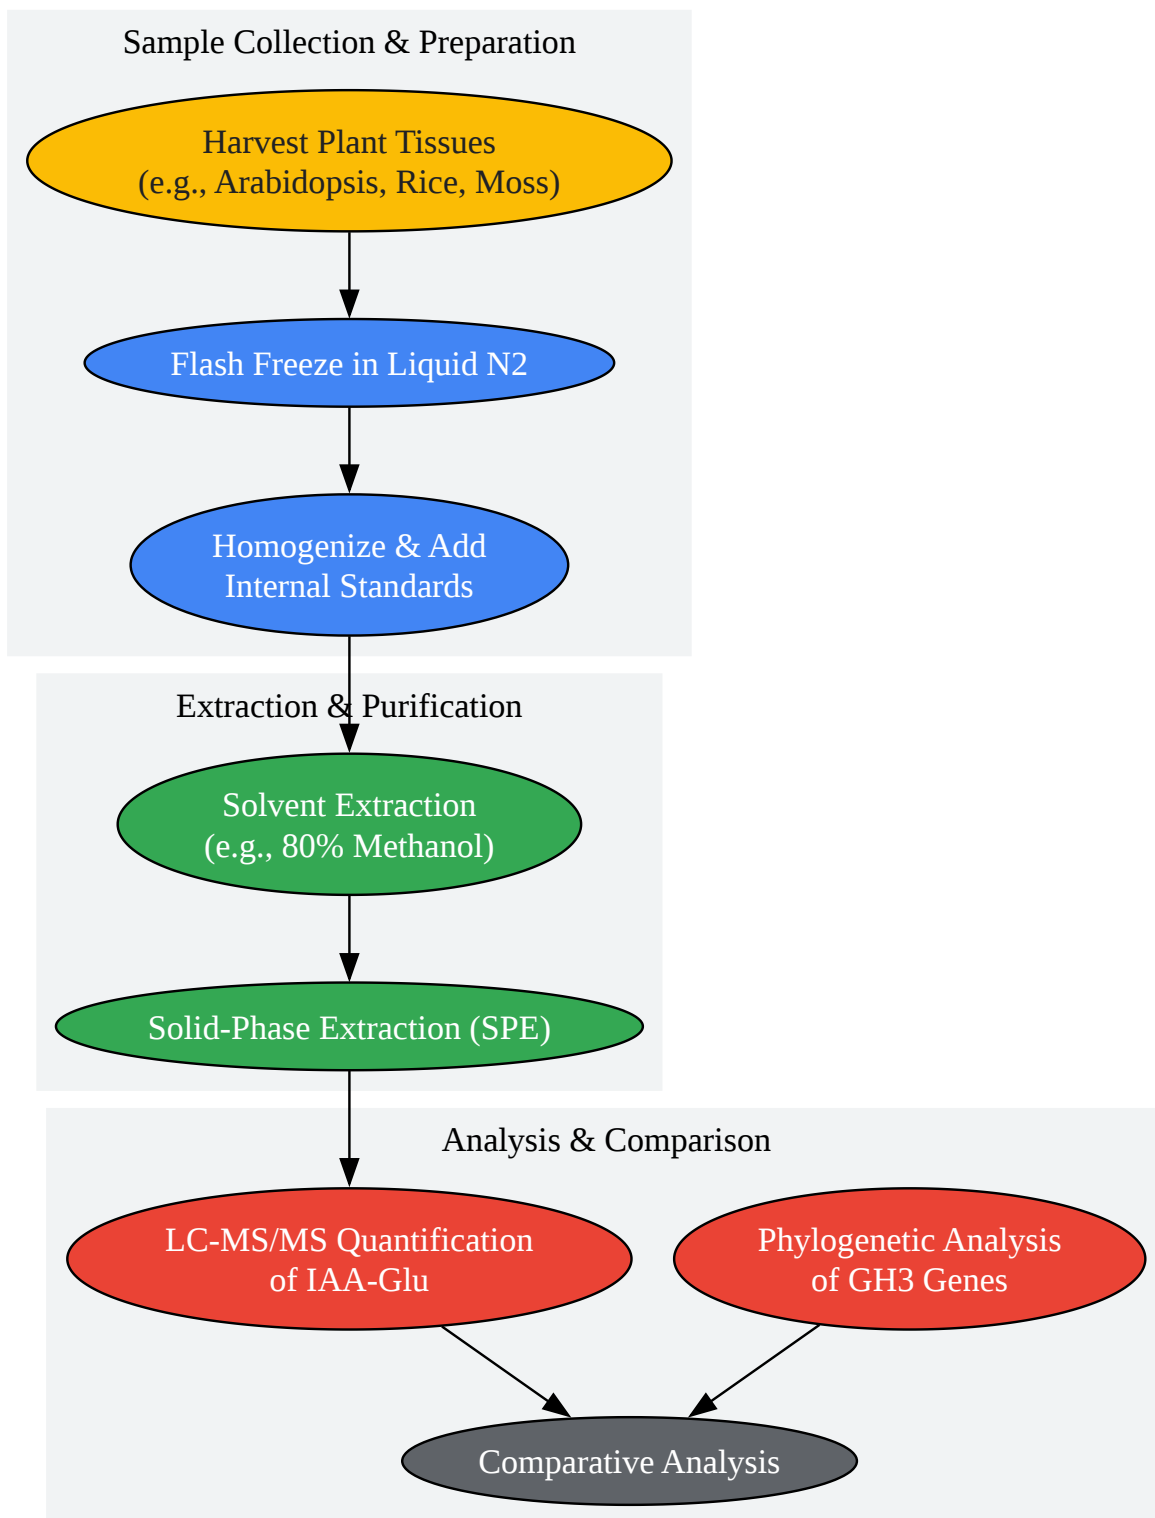 Sample Collection & Preparation
Harvest Plant Tissues
(e.g., Arabidopsis, Rice, Moss)
Flash Freeze in Liquid N2
Homogenize & Add
Internal Standards
Extraction & Purification
Solvent Extraction
(e.g., 80% Methanol)
Solid-Phase Extraction (SPE)
Analysis & Comparison
LC-MS/MS Quantification
of IAA-Glu
Phylogenetic Analysis
of GH3 Genes
Comparative Analysis